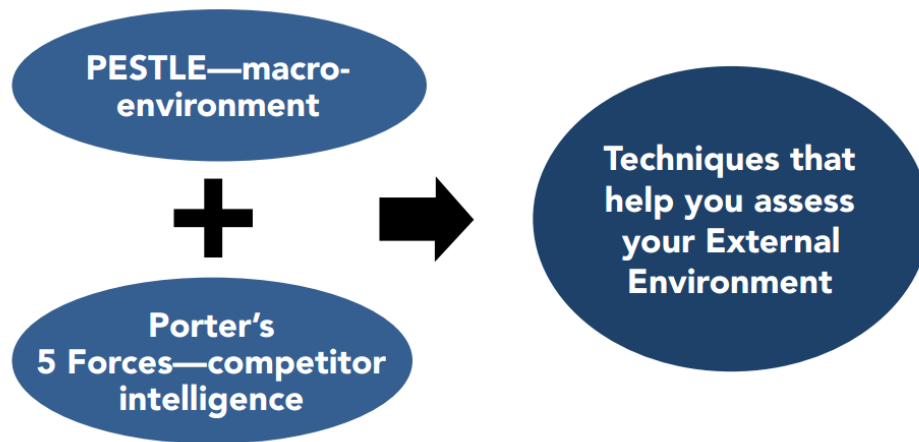 PESTLE—macro-
environment
Porter’s
5 Forces—competitor
intelligence
Techniques that
help you assess
your External
Environment